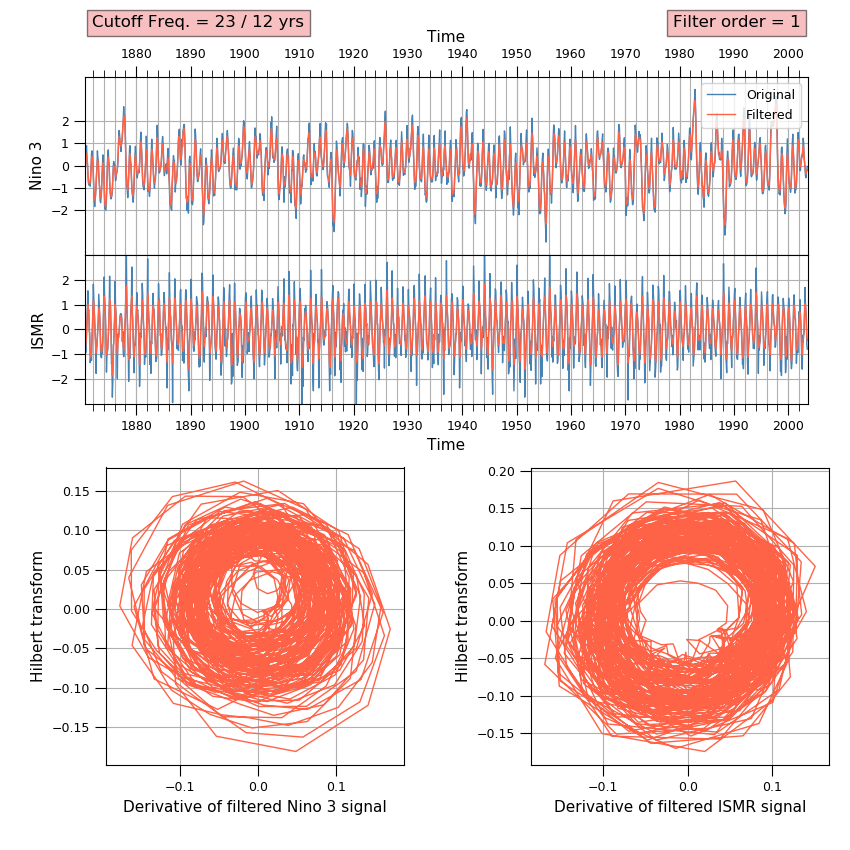 Cutoff Freq. = 23 / 12 yrs
Filter order = 1
Time
1880 1890 1900 1910 1920 1930 1940 1950 1960 1970 1980 1990 2000
Original
Filtered
Nino 3
2
1
0
−1
−2
ISMR
2
1
0
−1
−2
1880 1890 1900 1910 1920 1930 1940 1950 1960 1970 1980 1990 2000
Time
Hilbert transform
0.15
0.10
0.05
0.00
−0.05
−0.10
−0.15
−0.1 0.0 0.1
Derivative of filtered Nino 3 signal
Hilbert transform
0.20
0.15
0.10
0.05
0.00
−0.05
−0.10
−0.15
−0.1 0.0 0.1
Derivative of filtered ISMR signal